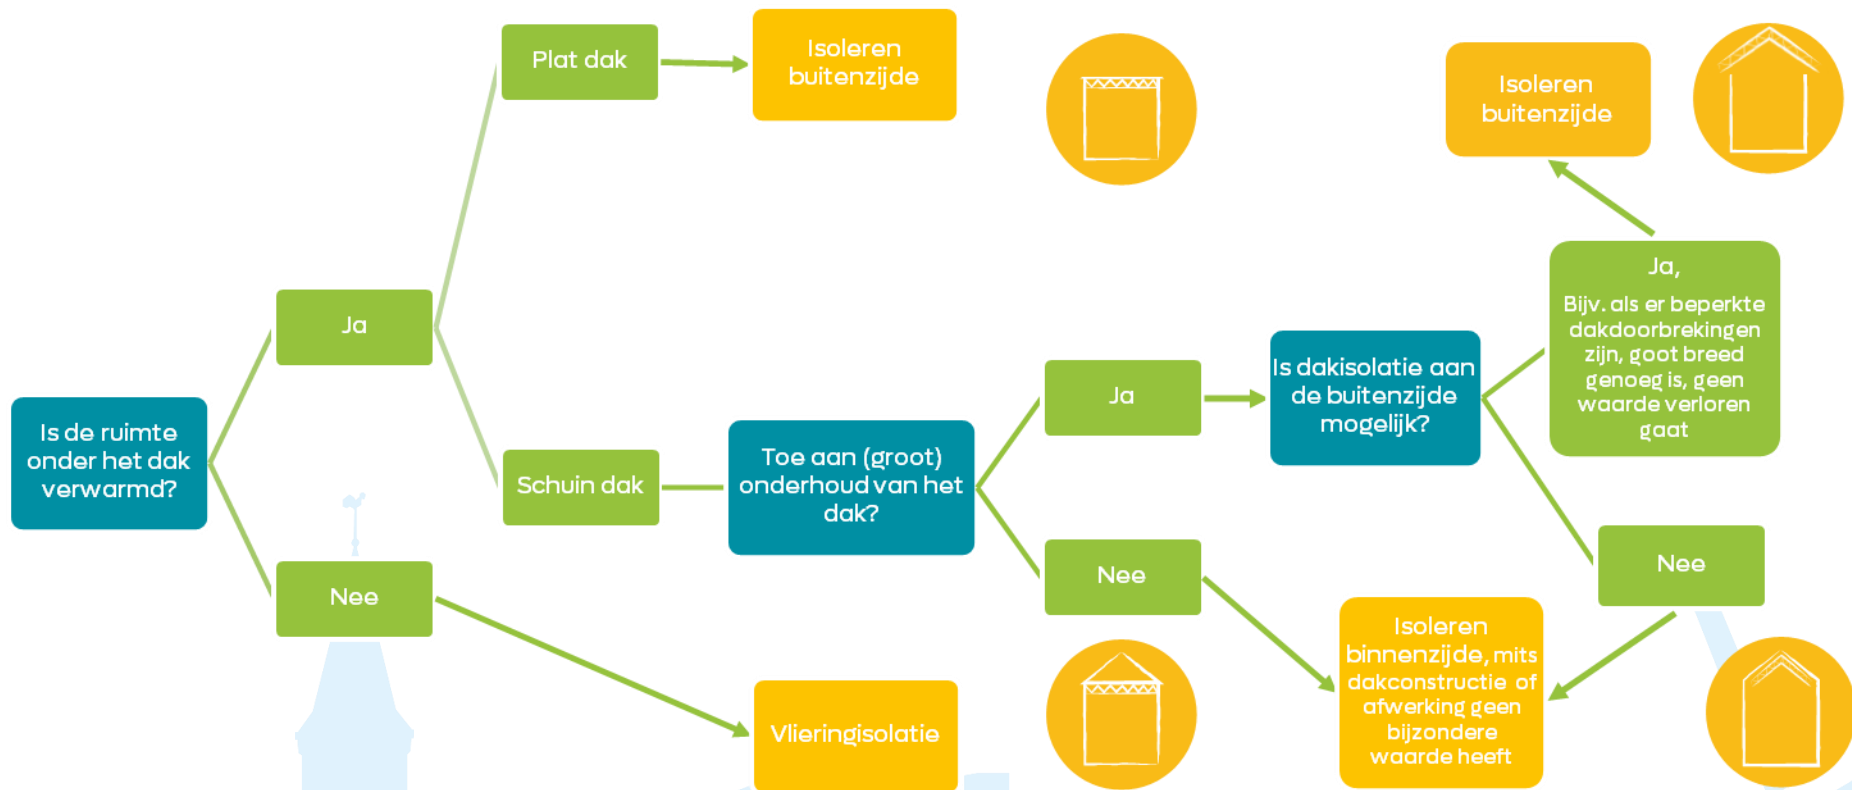 Is de ruimte
onder het dak
verwarmd?
Ja
Nee
Plat dak
Isoleren
buitenzijde
Schuin dak
Toe aan (groot)
onderhoud van het
dak?
Vlieringisolatie
Ja
Nee
Is dakisolatie aan
de buitenzijde
mogelijk?
Ja,
Bijv. als er beperkte
dakdoorbrekingen
zijn, goot breed
genoeg is, geen
waarde verloren
gaat
Isoleren
buitenzijde
Nee
Isoleren
binnenzijde, mits
dakconstructie of
afwerking geen
bijzondere
waarde heeft